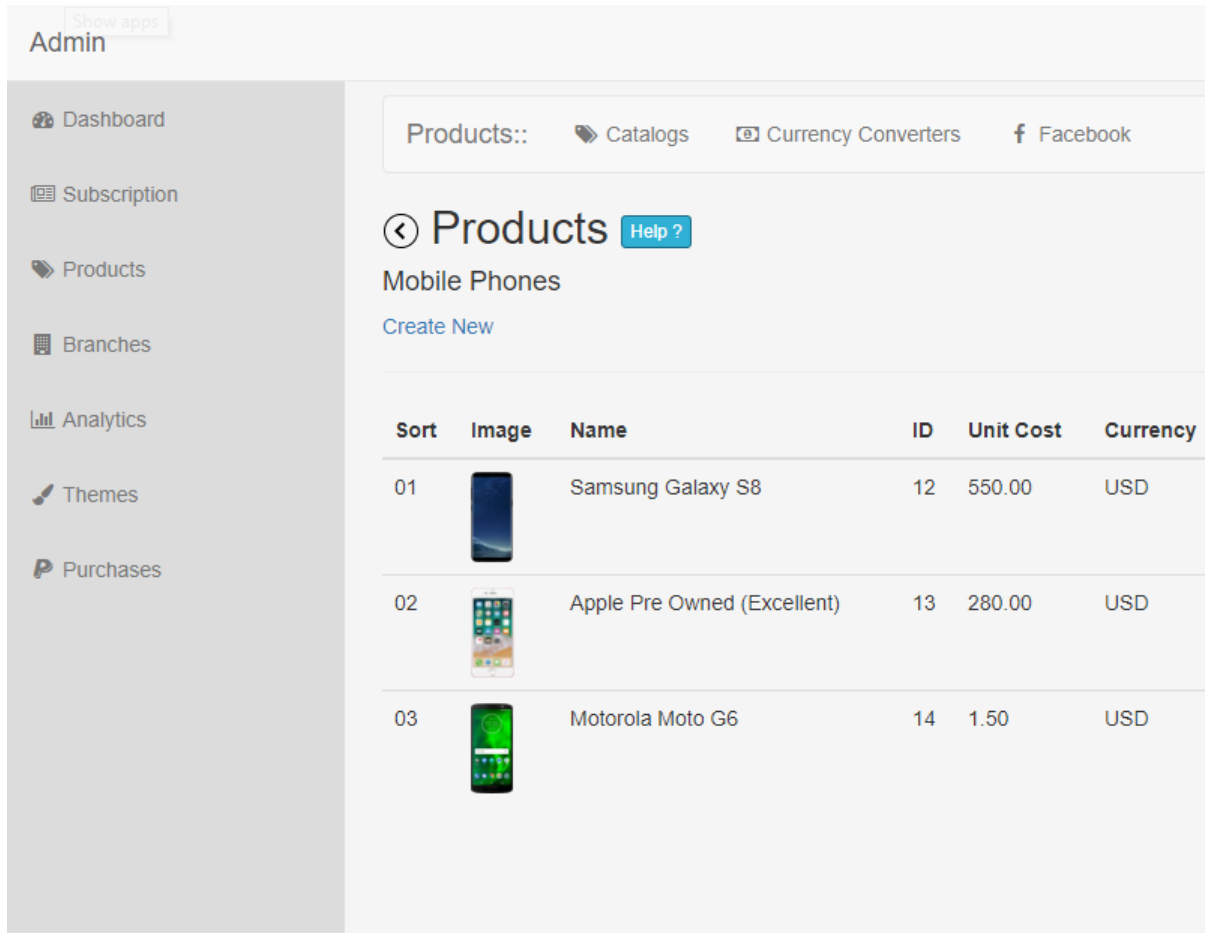 Show apps
Admin
Dashboard
Subscription
Products
Branches
Analytics
Themes
Purchases
Products:: Catalogs Currency Converters Facebook
Products Help ?
Mobile Phones
Create New
Sort Image Name ID Unit Cost Currency
01 Samsung Galaxy S8 12 550.00 USD
02 Apple Pre Owned (Excellent) 13 280.00 USD
03 Motorola Moto G6 14 1.50 USD